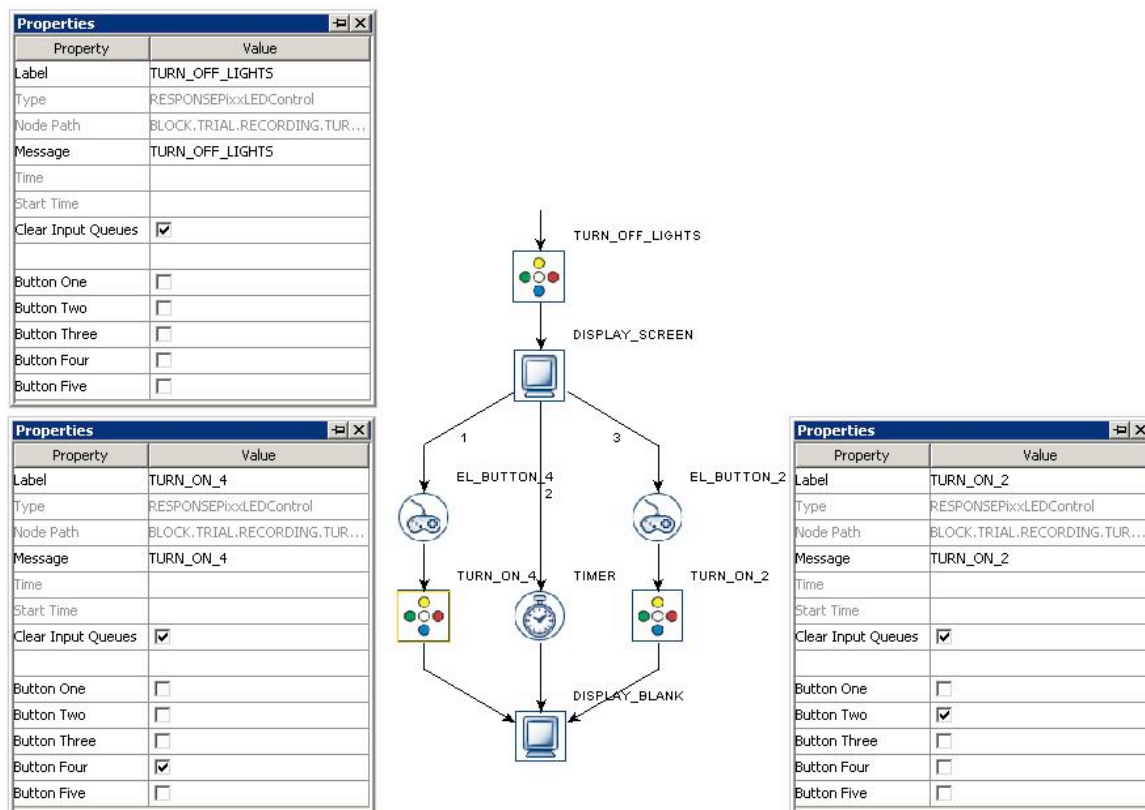 Properties
Property Value
Label TURN_OFF_LIGHTS
Type RESPONSEPixxLEDControl
Node Path BLOCK.TRIAL.RECORDING.TUR...
Message TURN_OFF_LIGHTS
Time
Start Time
Clear Input Queues
Button One
Button Two
Button Three
Button Four
Button Five
TURN_OFF_LIGHTS
DISPLAY_SCREEN
1
3
EL_BUTTON_4
2
EL_BUTTON_2
TURN_ON_4
TIMER
TURN_ON_2
DISPLAY_BLANK
Properties
Property Value
Label TURN_ON_4
Type RESPONSEPixxLEDControl
Node Path BLOCK.TRIAL.RECORDING.TUR...
Message TURN_ON_4
Time
Start Time
Clear Input Queues
Button One
Button Two
Button Three
Button Four
Button Five
Properties
Property Value
Label TURN_ON_2
Type RESPONSEPixxLEDControl
Node Path BLOCK.TRIAL.RECORDING.TUR...
Message TURN_ON_2
Time
Start Time
Clear Input Queues
Button One
Button Two
Button Three
Button Four
Button Five